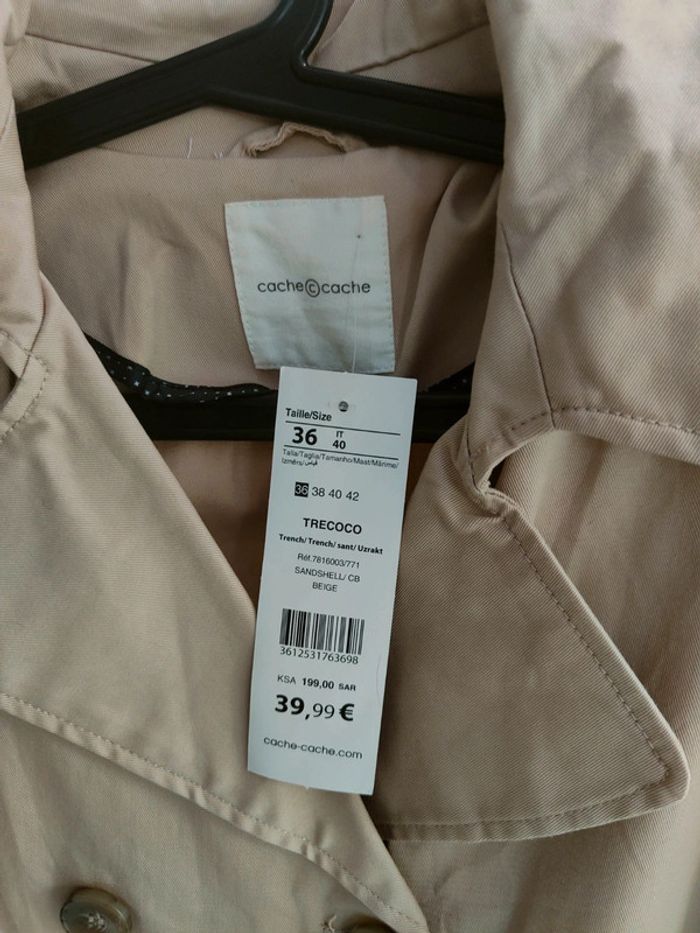 cache c cache
Taille/Size
36 IT 40
Talla/Taglia/Tamanho/Maat/Mărime/
Izmērs/قياس
36 38 40 42
TRECOCO
Trench/ Trench/ sant/ Uzrakt
Réf.7816003/771
SANDSHELL/ CB
BEIGE
3612531763698
KSA 199,00 SAR
39,99 €
cache-cache.com